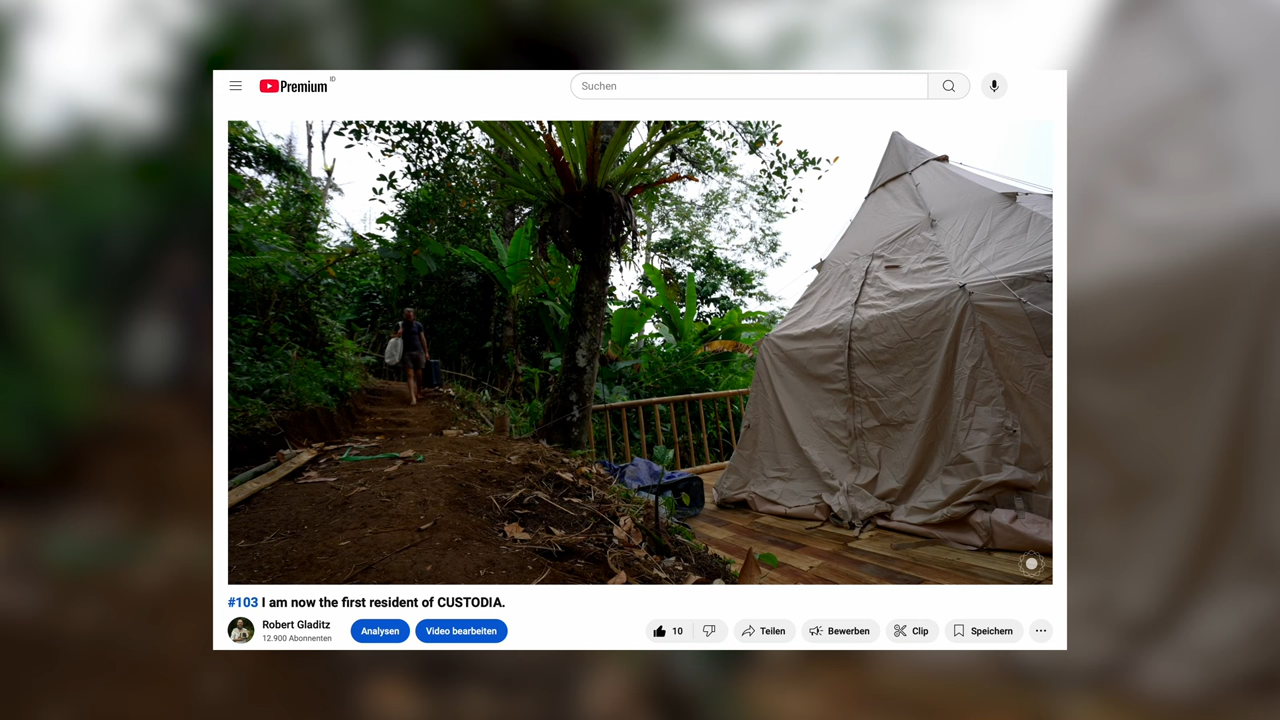 Premium ID
Suchen
#103 I am now the first resident of CUSTODIA.
Robert Gladitz
12.900 Abonnenten
Analysen
Video bearbeiten
10
Teilen
Bewerben
Clip
Speichern